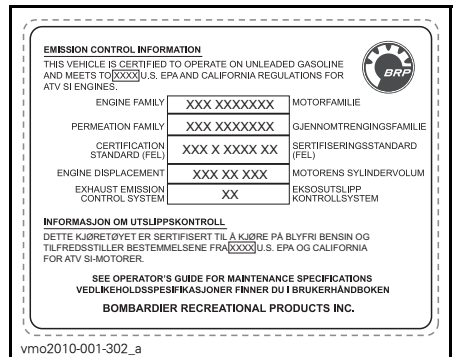 EMISSION CONTROL INFORMATION
THIS VEHICLE IS CERTIFIED TO OPERATE ON UNLEADED GASOLINE
AND MEETS TO XXXX U.S. EPA AND CALIFORNIA REGULATIONS FOR
ATV SI ENGINES.
BRP
ENGINE FAMILY XXX XXXXXXX MOTORFAMILIE
PERMEATION FAMILY XXX XXXXXXX GJENNOMTRENGINGSFAMILIE
CERTIFICATION
STANDARD (FEL) XXX X XXXX XX SERTIFISERINGSSTANDARD
(FEL)
ENGINE DISPLACEMENT XXX XX XXX MOTORENS SYLINDERVOLUM
EXHAUST EMISSION
CONTROL SYSTEM XX EKSOSUTSLIPP
KONTROLLSYSTEM
INFORMASJON OM UTSLIPPSKONTROLL
DETTE KJØRETØYET ER SERTIFISERT TIL Å KJØRE PÅ BLYFRI BENSIN OG
TILFREDSSTILLER BESTEMMELSENE FRA XXXX U.S. EPA OG CALIFORNIA
FOR ATV SI-MOTORER.
SEE OPERATOR'S GUIDE FOR MAINTENANCE SPECIFICATIONS
VEDLIKEHOLDSSPESIFIKASJONER FINNER DU I BRUKERHÅNDBOKEN
BOMBARDIER RECREATIONAL PRODUCTS INC.
vmo2010-001-302_a